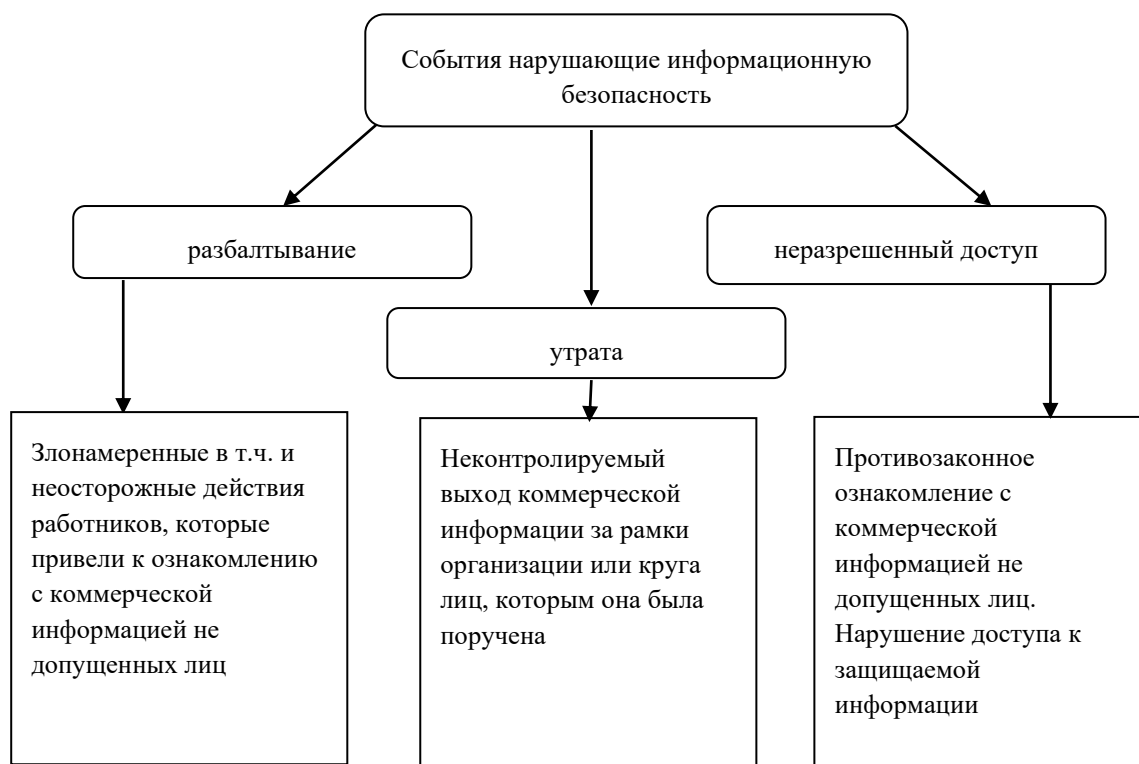 События нарушающие информационную
безопасность
разбалтывание
неразрешенный доступ
утрата
Злонамеренные в т.ч. и
неосторожные действия
работников, которые
привели к ознакомлению
с коммерческой
информацией не
допущенных лиц
Неконтролируемый
выход коммерческой
информации за рамки
организации или круга
лиц, которым она была
поручена
Противозаконное
ознакомление с
коммерческой
информацией не
допущенных лиц.
Нарушение доступа к
защищаемой
информации